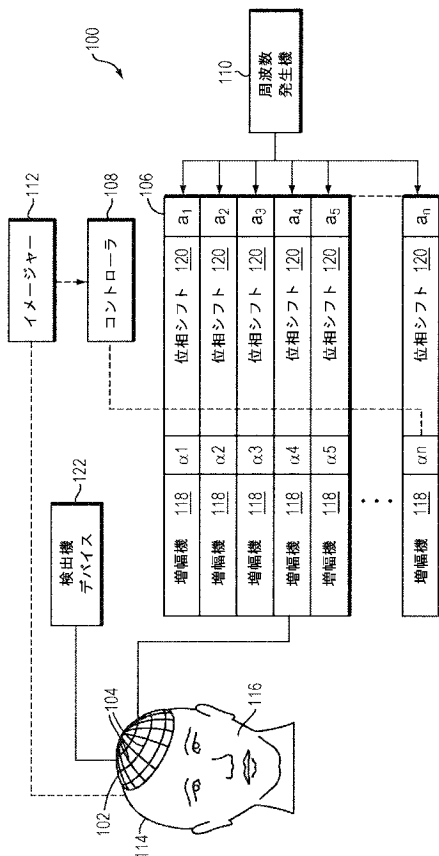 100
112
イメージャー
108
コントローラ
110
周波数
発生機
122
検出機
デバイス
106
増幅機 118 α1 位相シフト 120 a1
増幅機 118 α2 位相シフト 120 a2
増幅機 118 α3 位相シフト 120 a3
増幅機 118 α4 位相シフト 120 a4
増幅機 118 α5 位相シフト 120 a5
• • •
増幅機 118 αn 位相シフト 120 an
102
104
114
116